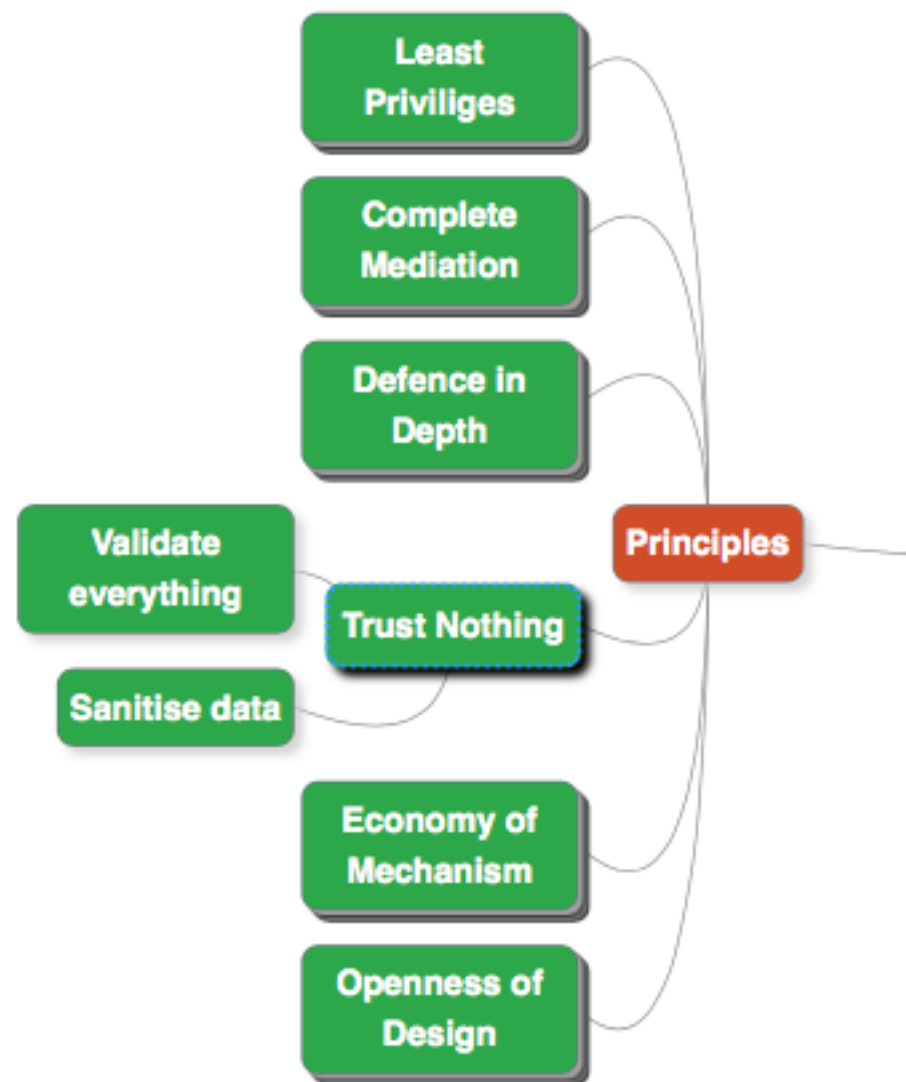 Least
Priviliges
Complete
Mediation
Defence in
Depth
Principles
Validate
everything
Trust Nothing
Sanitise data
Economy of
Mechanism
Openness of
Design